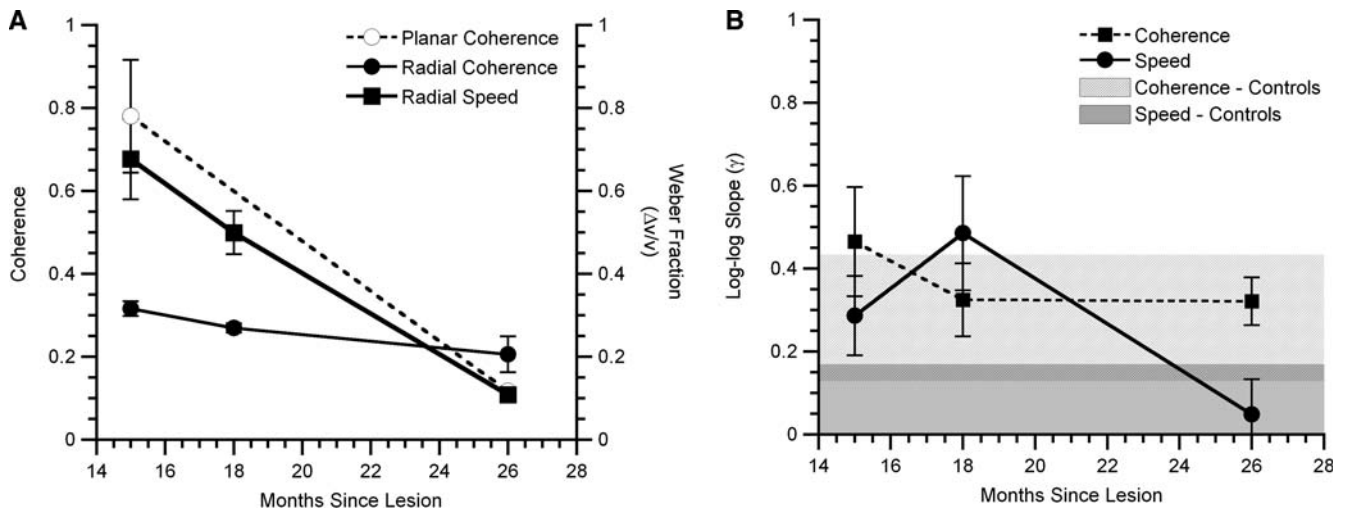 A
Planar Coherence
Radial Coherence
Radial Speed
Coherence
1
0.8
0.6
0.4
0.2
0
Weber Fraction
(Δv/v)
1
0.8
0.6
0.4
0.2
0
14 16 18 20 22 24 26 28
Months Since Lesion
B
Coherence
Speed
Coherence - Controls
Speed - Controls
Log-log Slope (γ)
1
0.8
0.6
0.4
0.2
0
14 16 18 20 22 24 26 28
Months Since Lesion